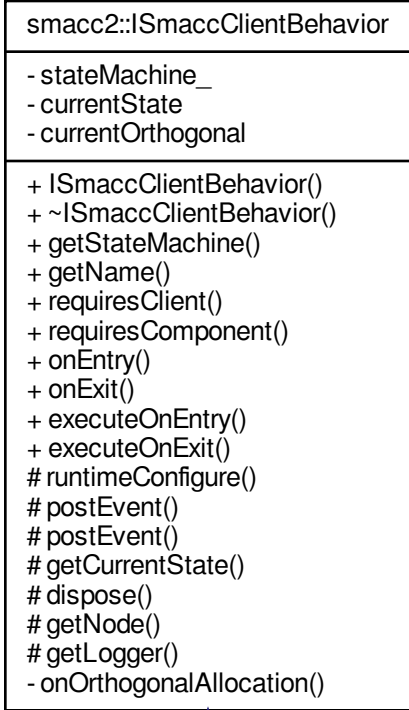 smacc2::ISmaccClientBehavior
- stateMachine_
- currentState
- currentOrthogonal
+ ISmaccClientBehavior()
+ ~ISmaccClientBehavior()
+ getStateMachine()
+ getName()
+ requiresClient()
+ requiresComponent()
+ onEntry()
+ onExit()
+ executeOnEntry()
+ executeOnExit()
# runtimeConfigure()
# postEvent()
# postEvent()
# getCurrentState()
# dispose()
# getNode()
# getLogger()
- onOrthogonalAllocation()